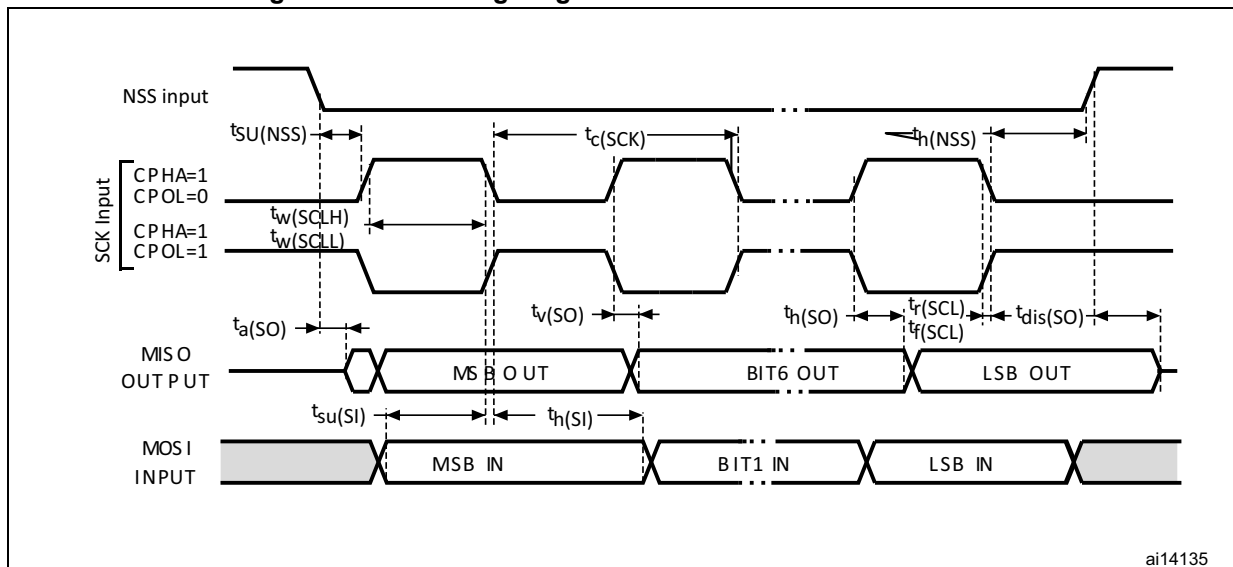 NSS input
tSU(NSS)
tc(SCK)
th(NSS)
SCK Input
CPHA=1
CPOL=0
tw(SCLH)
CPHA=1
tw(SCLL)
CPOL=1
ta(SO)
tv(SO)
th(SO)
tr(SCL)
tf(SCL)
tdis(SO)
MISO
OUTPUT
MSB OUT
BIT6 OUT
LSB OUT
tsu(SI)
th(SI)
MOSI
INPUT
MSB IN
BIT1 IN
LSB IN
ai14135